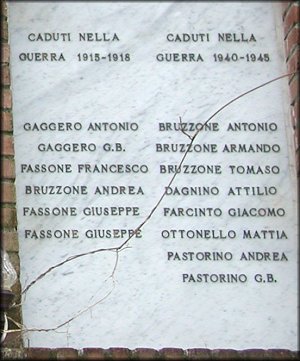 CADUTI NELLA
GUERRA 1915-1918
GAGGERO ANTONIO
GAGGERO G.B.
FASSONE FRANCESCO
BRUZZONE ANDREA
FASSONE GIUSEPPE
FASSONE GIUSEPPE
CADUTI NELLA
GUERRA 1940-1945
BRUZZONE ANTONIO
BRUZZONE ARMANDO
BRUZZONE TOMASO
DAGNINO ATTILIO
FARCINTO GIACOMO
OTTONELLO MATTIA
PASTORINO ANDREA
PASTORINO G.B.